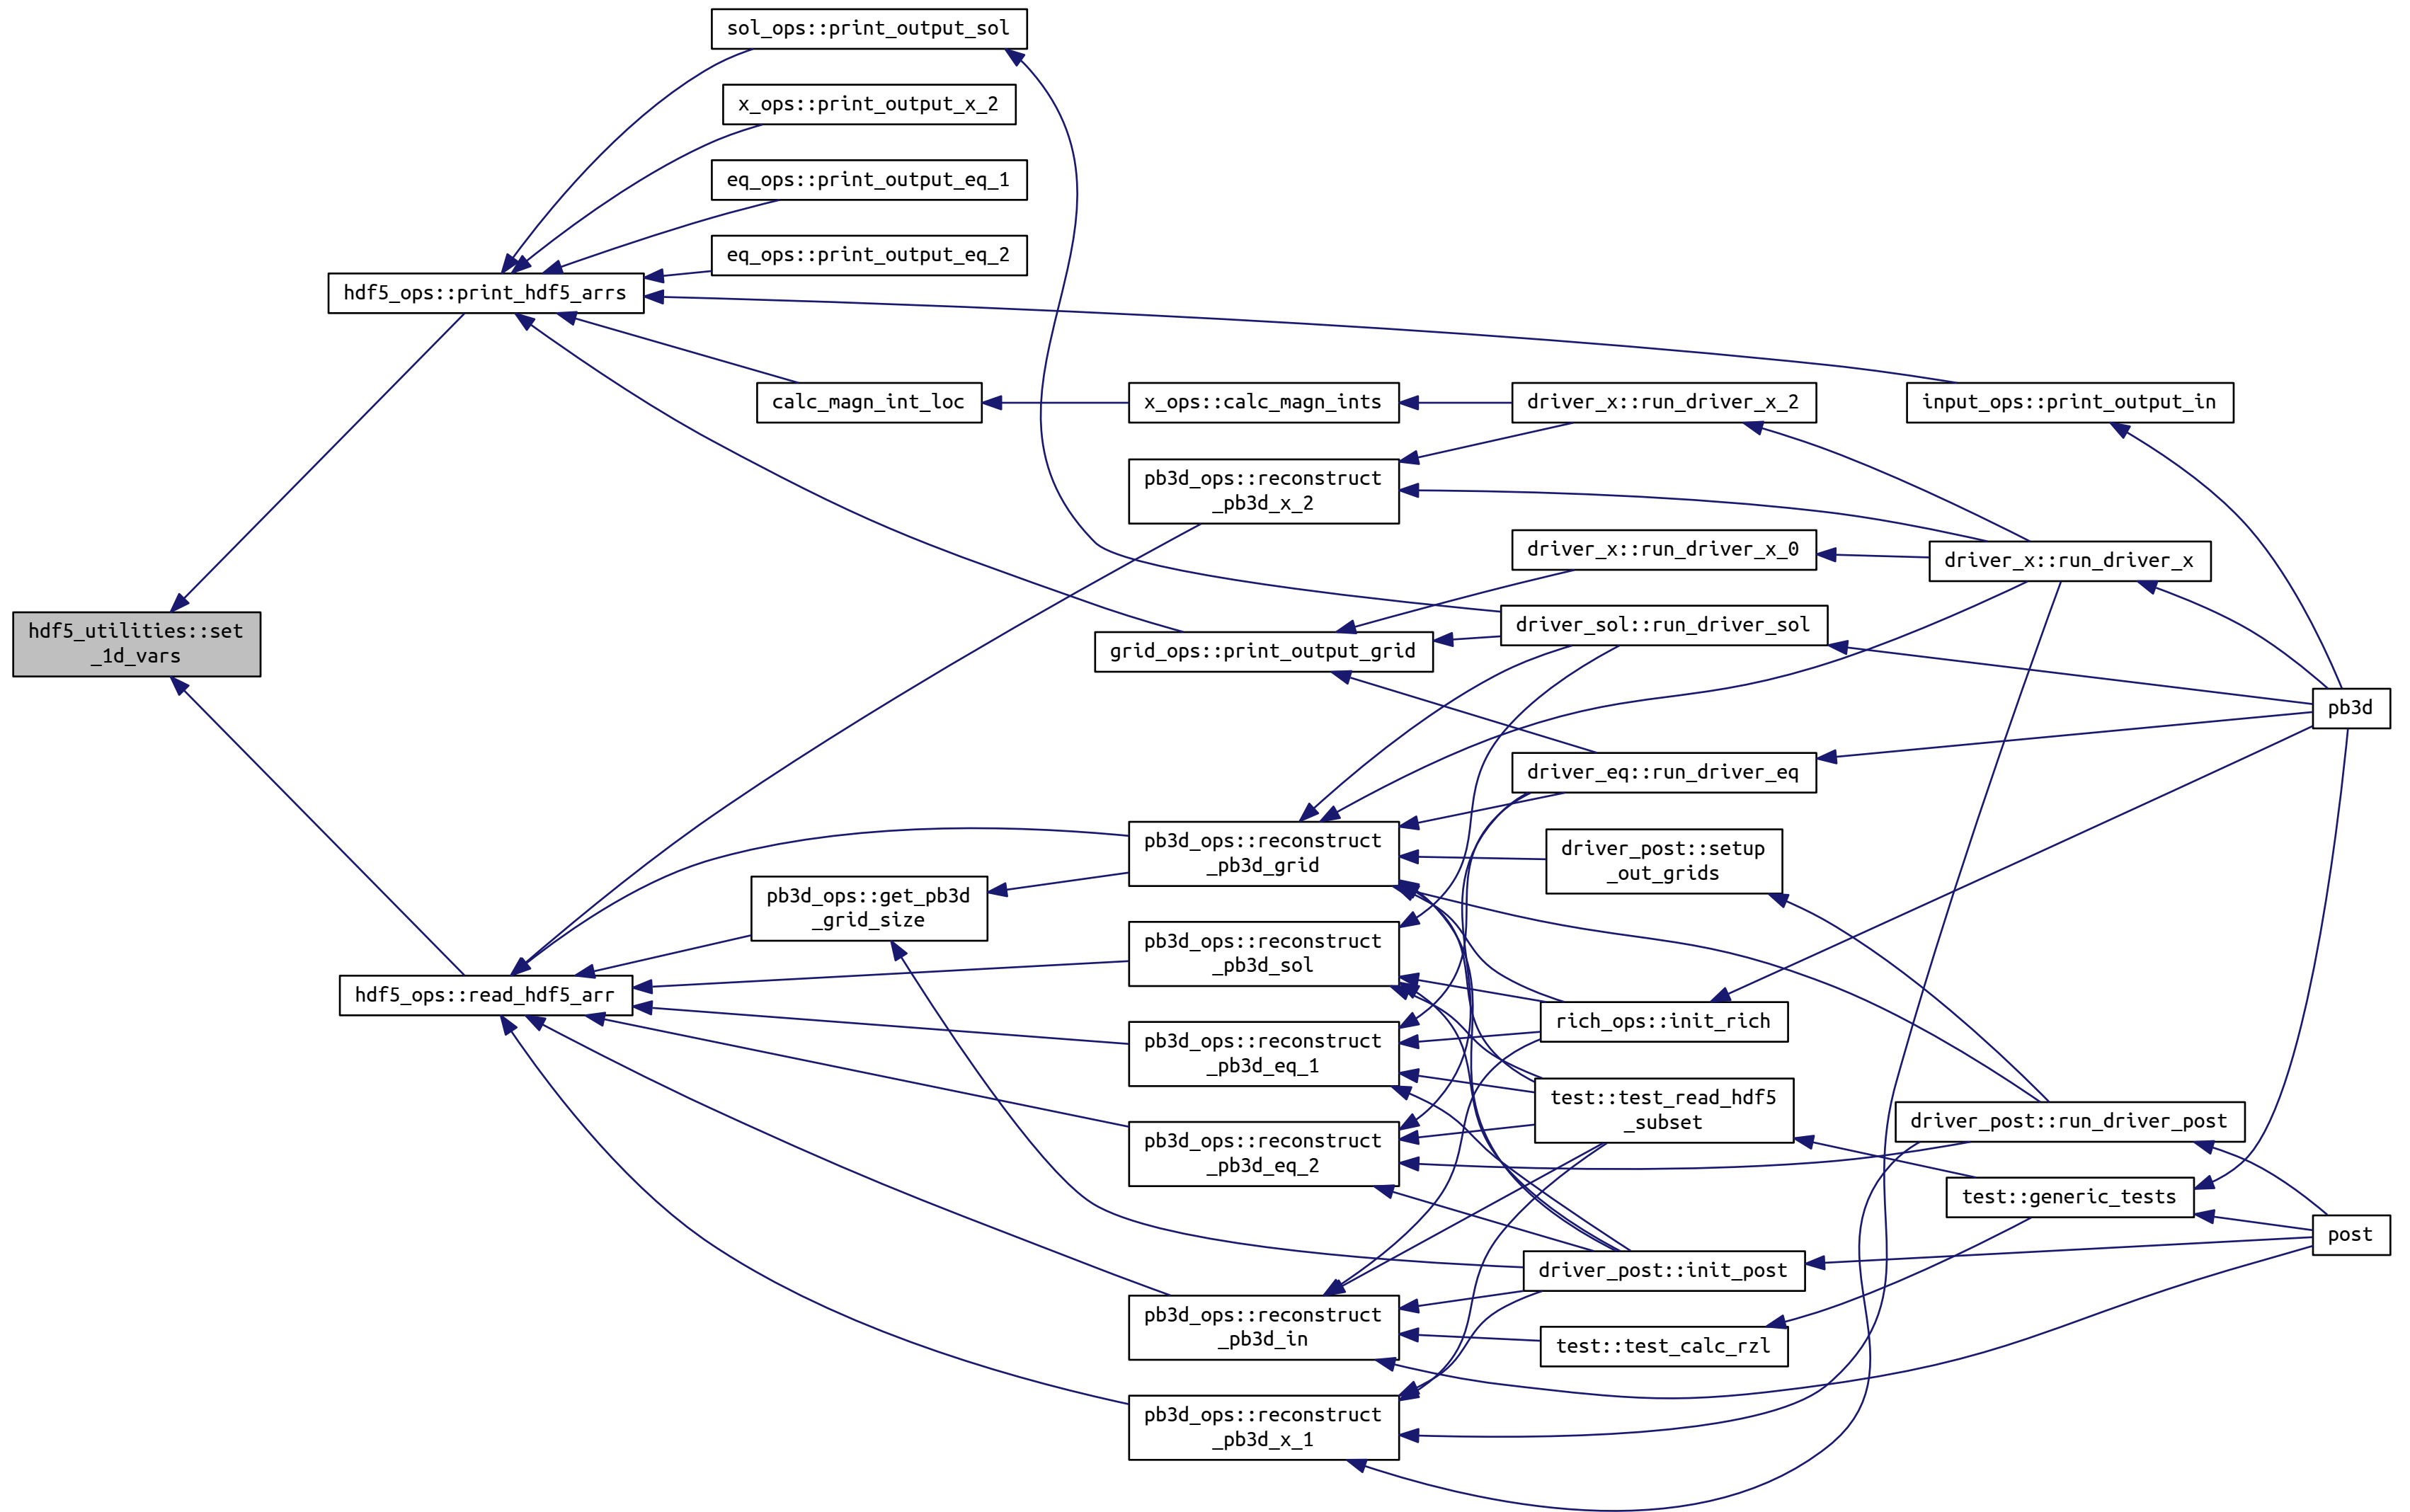 sol_ops::print_output_sol
x_ops::print_output_x_2
eq_ops::print_output_eq_1
eq_ops::print_output_eq_2
hdf5_ops::print_hdf5_arrs
calc_magn_int_loc
x_ops::calc_magn_ints
driver_x::run_driver_x_2
input_ops::print_output_in
pb3d_ops::reconstruct
_pb3d_x_2
driver_x::run_driver_x_0
driver_x::run_driver_x
hdf5_utilities::set
_1d_vars
grid_ops::print_output_grid
driver_sol::run_driver_sol
pb3d
driver_eq::run_driver_eq
pb3d_ops::reconstruct
_pb3d_grid
driver_post::setup
_out_grids
pb3d_ops::get_pb3d
_grid_size
pb3d_ops::reconstruct
_pb3d_sol
hdf5_ops::read_hdf5_arr
rich_ops::init_rich
pb3d_ops::reconstruct
_pb3d_eq_1
test::test_read_hdf5
_subset
driver_post::run_driver_post
pb3d_ops::reconstruct
_pb3d_eq_2
test::generic_tests
post
driver_post::init_post
pb3d_ops::reconstruct
_pb3d_in
test::test_calc_rzl
pb3d_ops::reconstruct
_pb3d_x_1